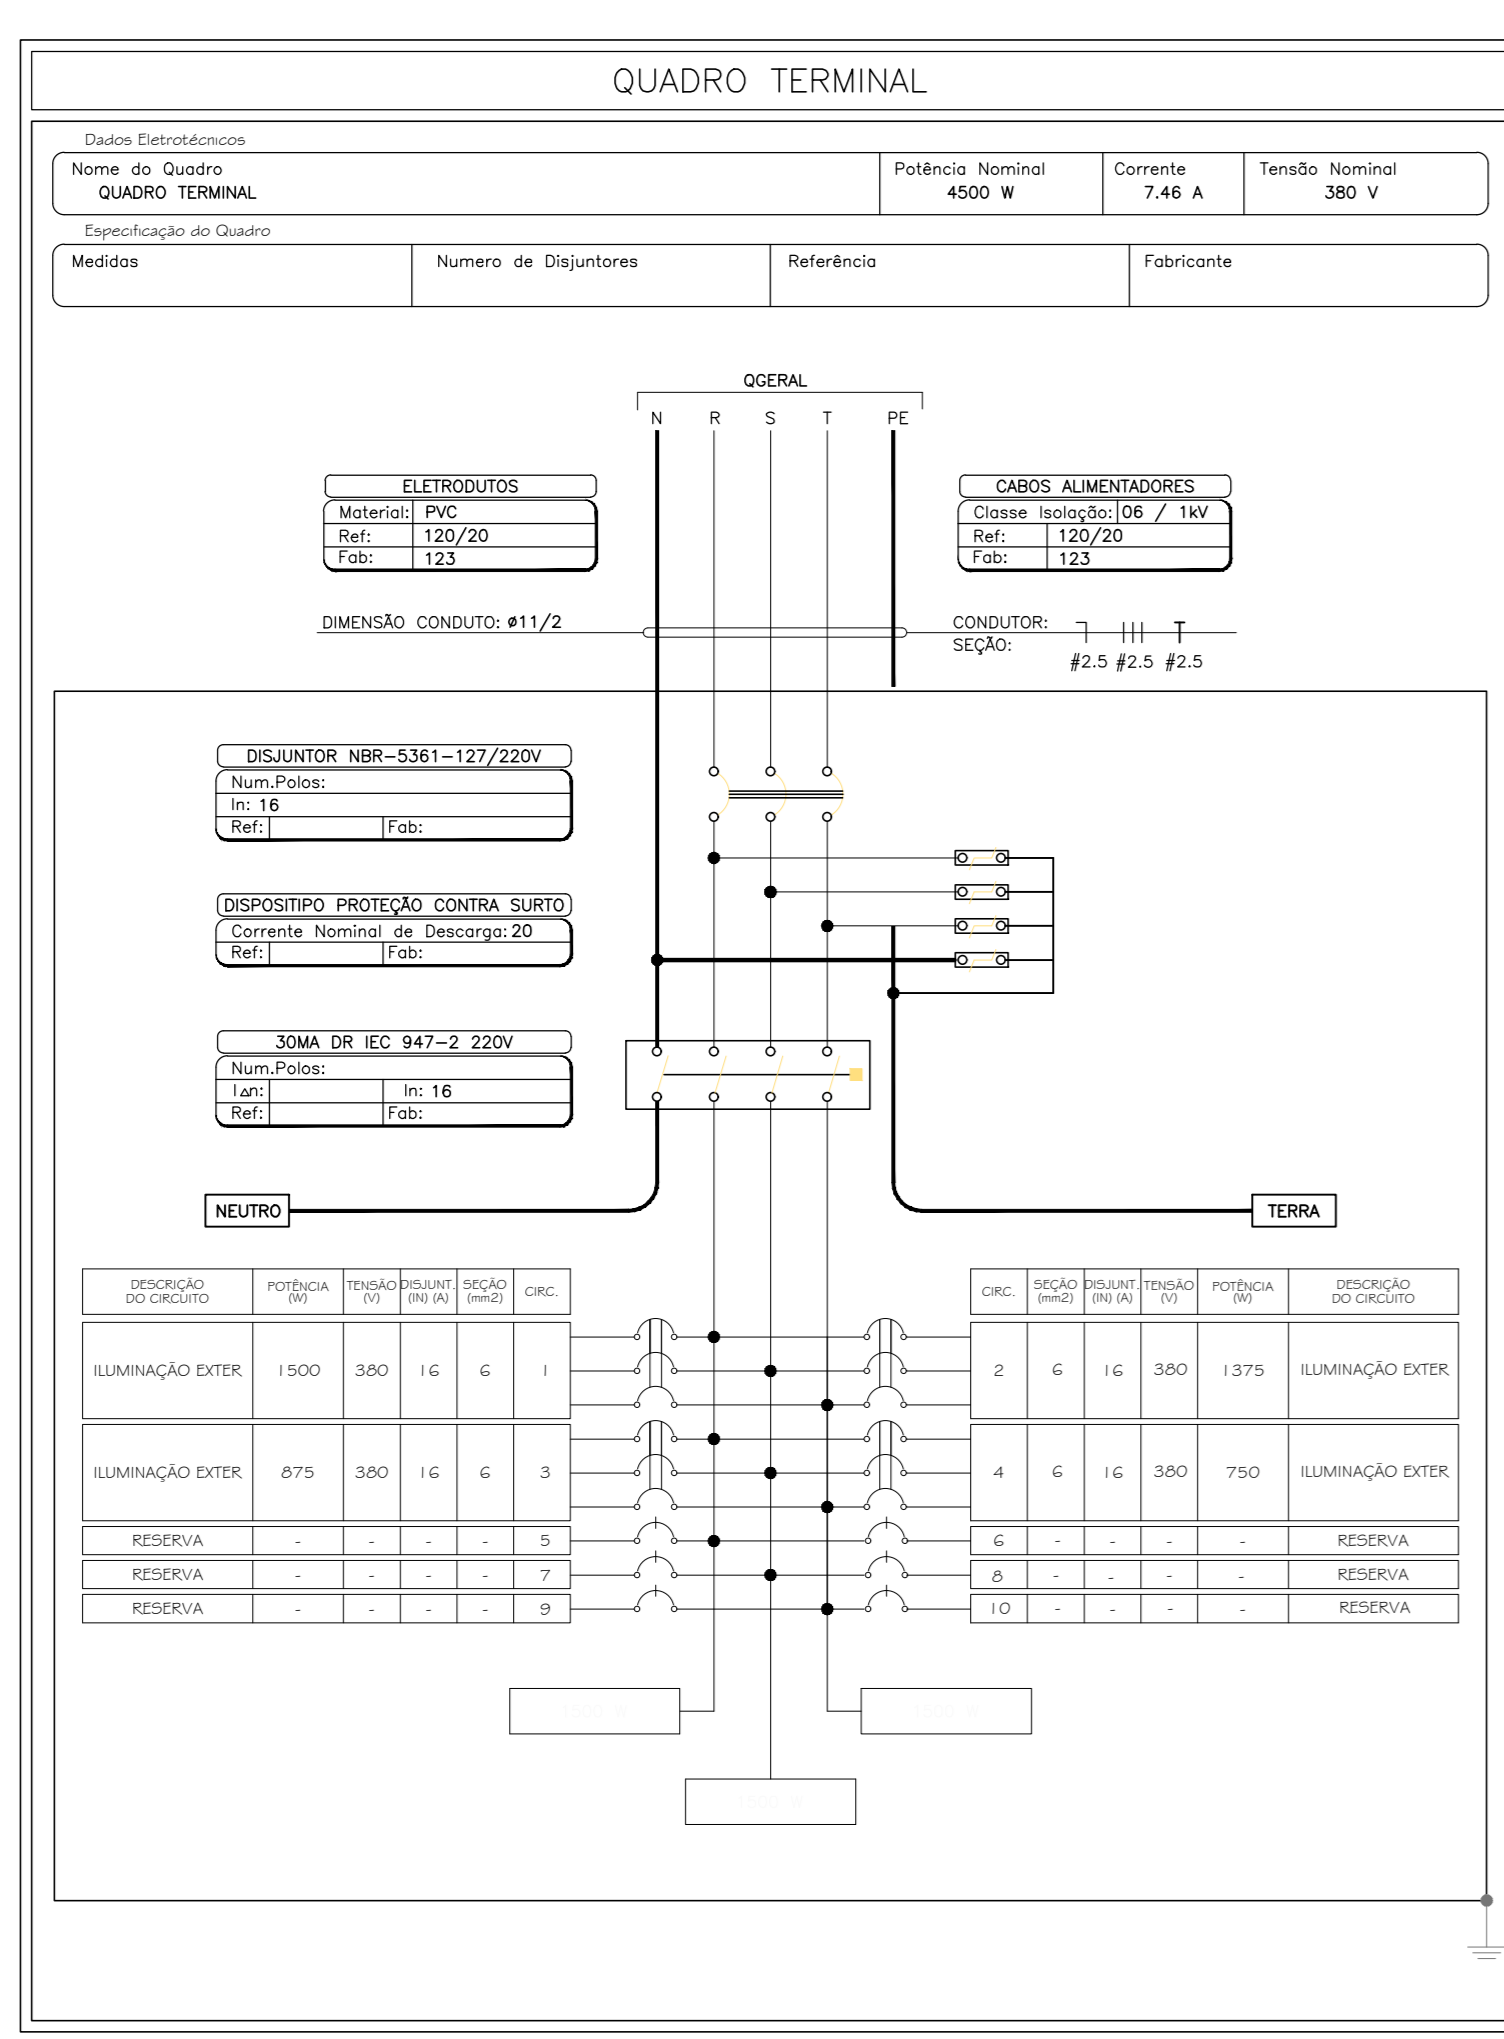 QUADRO TERMINAL
Dados Eletrotécnicos
Nome do Quadro
QUADRO TERMINAL
Potência Nominal
4500 W
Corrente
7.46 A
Tensão Nominal
380 V
Especificação do Quadro
Medidas
Numero de Disjuntores
Referência
Fabricante
QGERAL
N R S T PE
ELETRODUTOS
Material: PVC
Ref: 120/20
Fab: 123
CABOS ALIMENTADORES
Classe Isolação: 06 / 1kV
Ref: 120/20
Fab: 123
DIMENSÃO CONDUTO: ø11/2
CONDUTOR:
SEÇÃO:
#2.5 #2.5 #2.5
DISJUNTOR NBR-5361-127/220V
Num.Polos:
In: 16
Ref: Fab:
DISPOSITIPO PROTEÇÃO CONTRA SURTO
Corrente Nominal de Descarga: 20
Ref: Fab:
30MA DR IEC 947-2 220V
Num.Polos:
I△n: In: 16
Ref: Fab:
NEUTRO
TERRA
DESCRIÇÃO DO CIRCUITO POTÊNCIA (W) TENSÃO (V) DISJUNT. (IN) (A) SEÇÃO (mm2) CIRC.
ILUMINAÇÃO EXTER 1500 380 16 6 1
ILUMINAÇÃO EXTER 875 380 16 6 3
RESERVA - - - - 5
RESERVA - - - - 7
RESERVA - - - - 9
CIRC. SEÇÃO (mm2) DISJUNT. (IN) (A) TENSÃO (V) POTÊNCIA (W) DESCRIÇÃO DO CIRCUITO
2 6 16 380 1375 ILUMINAÇÃO EXTER
4 6 16 380 750 ILUMINAÇÃO EXTER
6 - - - - RESERVA
8 - - - - RESERVA
10 - - - - RESERVA
1500 W
1500 W
1500 W